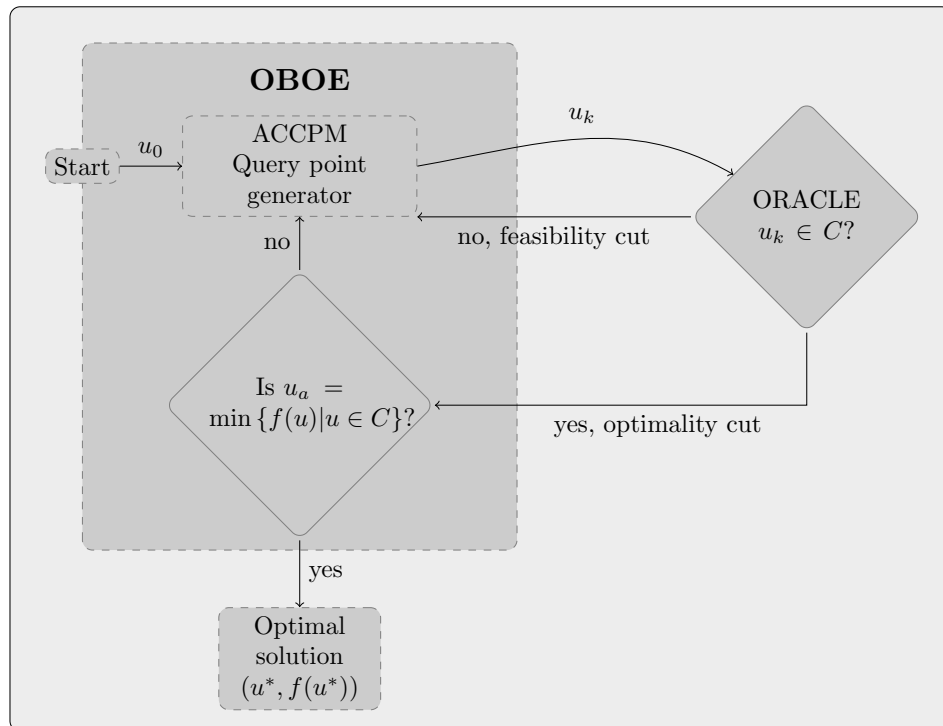 OBOE
Start
u_0
ACCPM
Query point
generator
u_k
ORACLE
u_k ∈ C?
no, feasibility cut
no
Is u_a =
min {f(u)|u ∈ C}?
yes, optimality cut
yes
Optimal
solution
(u*, f(u*))